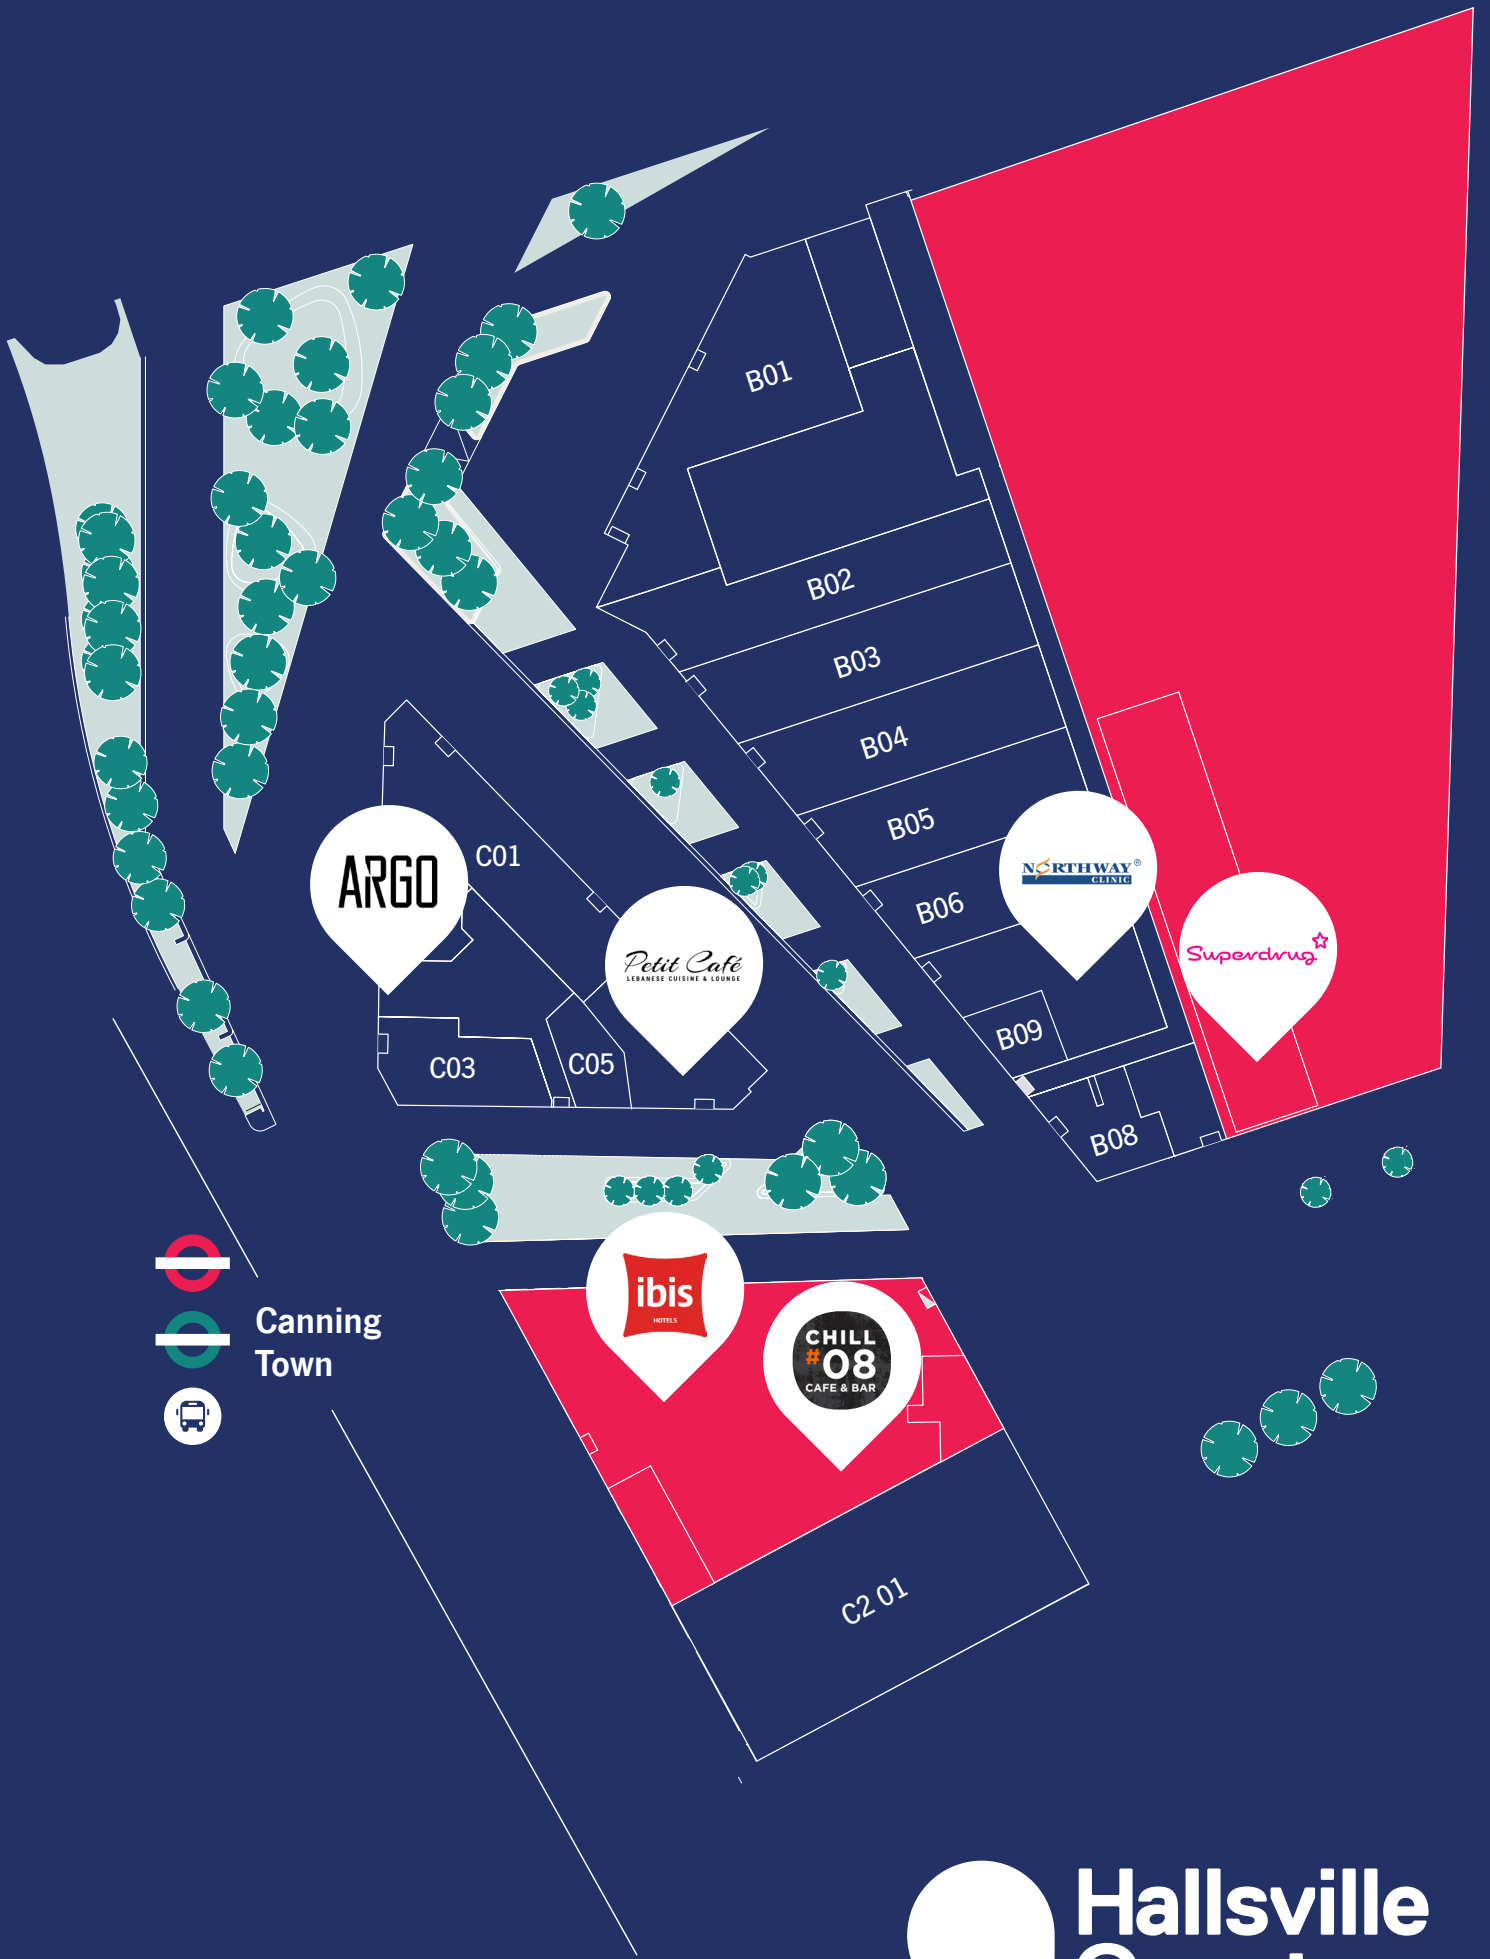 B01
B02
B03
B04
B05
B06
NORTHWAY®
CLINIC
Superdrug
ARGO
C01
Petit Café
LEBANESE CUISINE & LOUNGE
B09
C03
C05
B08
ibis
HOTELS
CHILL
#08
CAFE & BAR
Canning
Town
C2 01
Hallsville